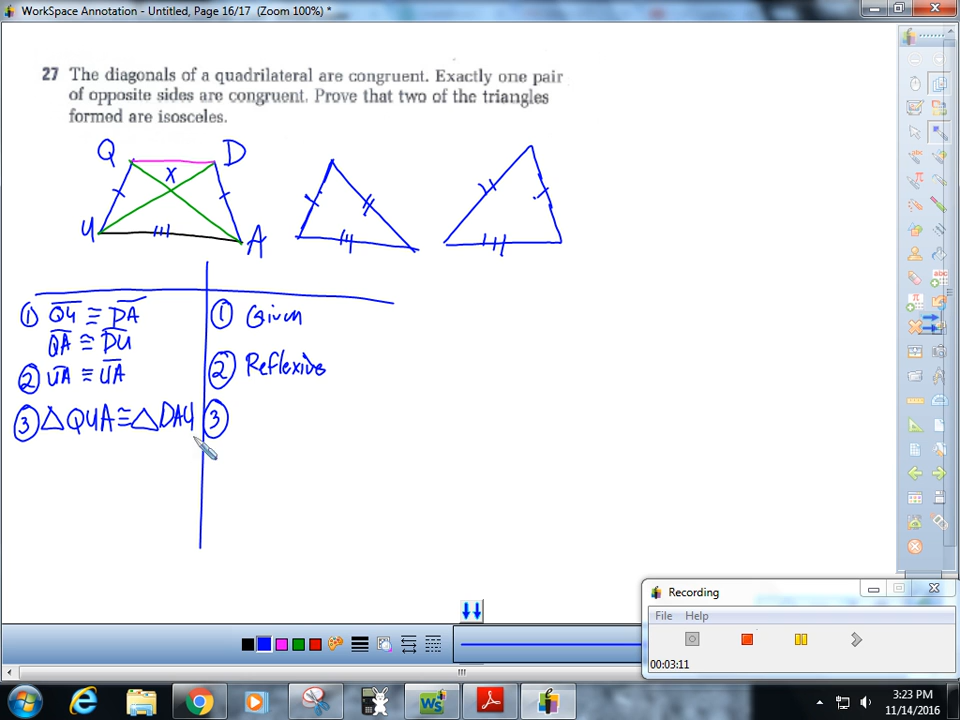 WorkSpace Annotation - Untitled, Page 16/17 (Zoom 100%) *
27 The diagonals of a quadrilateral are congruent. Exactly one pair
of opposite sides are congruent. Prove that two of the triangles
formed are isosceles.
Q D
X
U A
① QU ≅ DA ① Given
QA ≅ DU
② UA ≅ UA ② Reflexive
③ △QUA ≅ △DAU ③
Recording
File Help
00:03:11
3:23 PM
11/14/2016